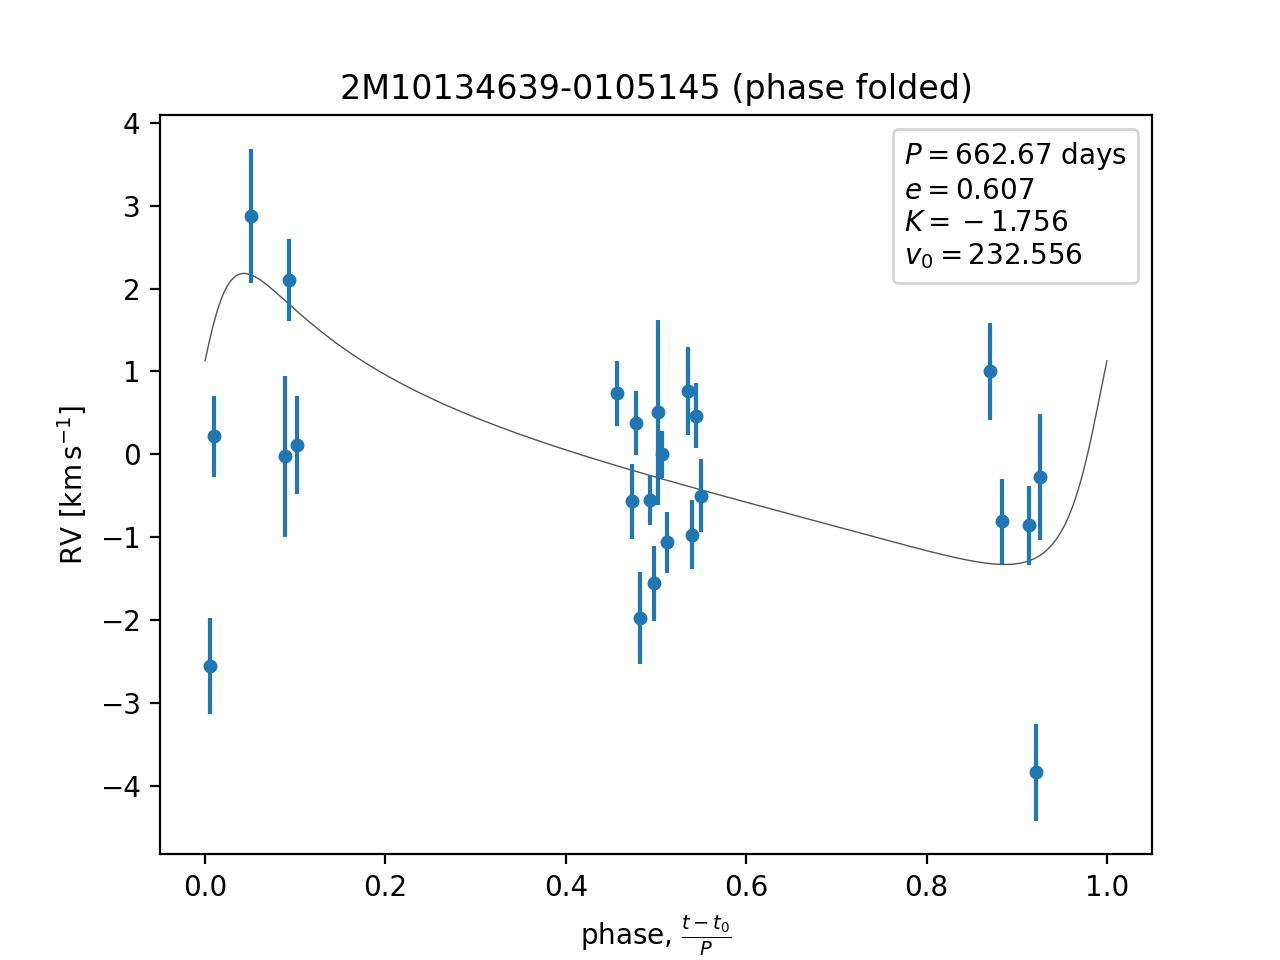 2M10134639-0105145 (phase folded)
P = 662.67 days
e = 0.607
K = −1.756
v₀ = 232.556
4
3
2
1
0
−1
−2
−3
−4
RV [km s⁻¹]
0.0 0.2 0.4 0.6 0.8 1.0
phase, (t − t₀)/P